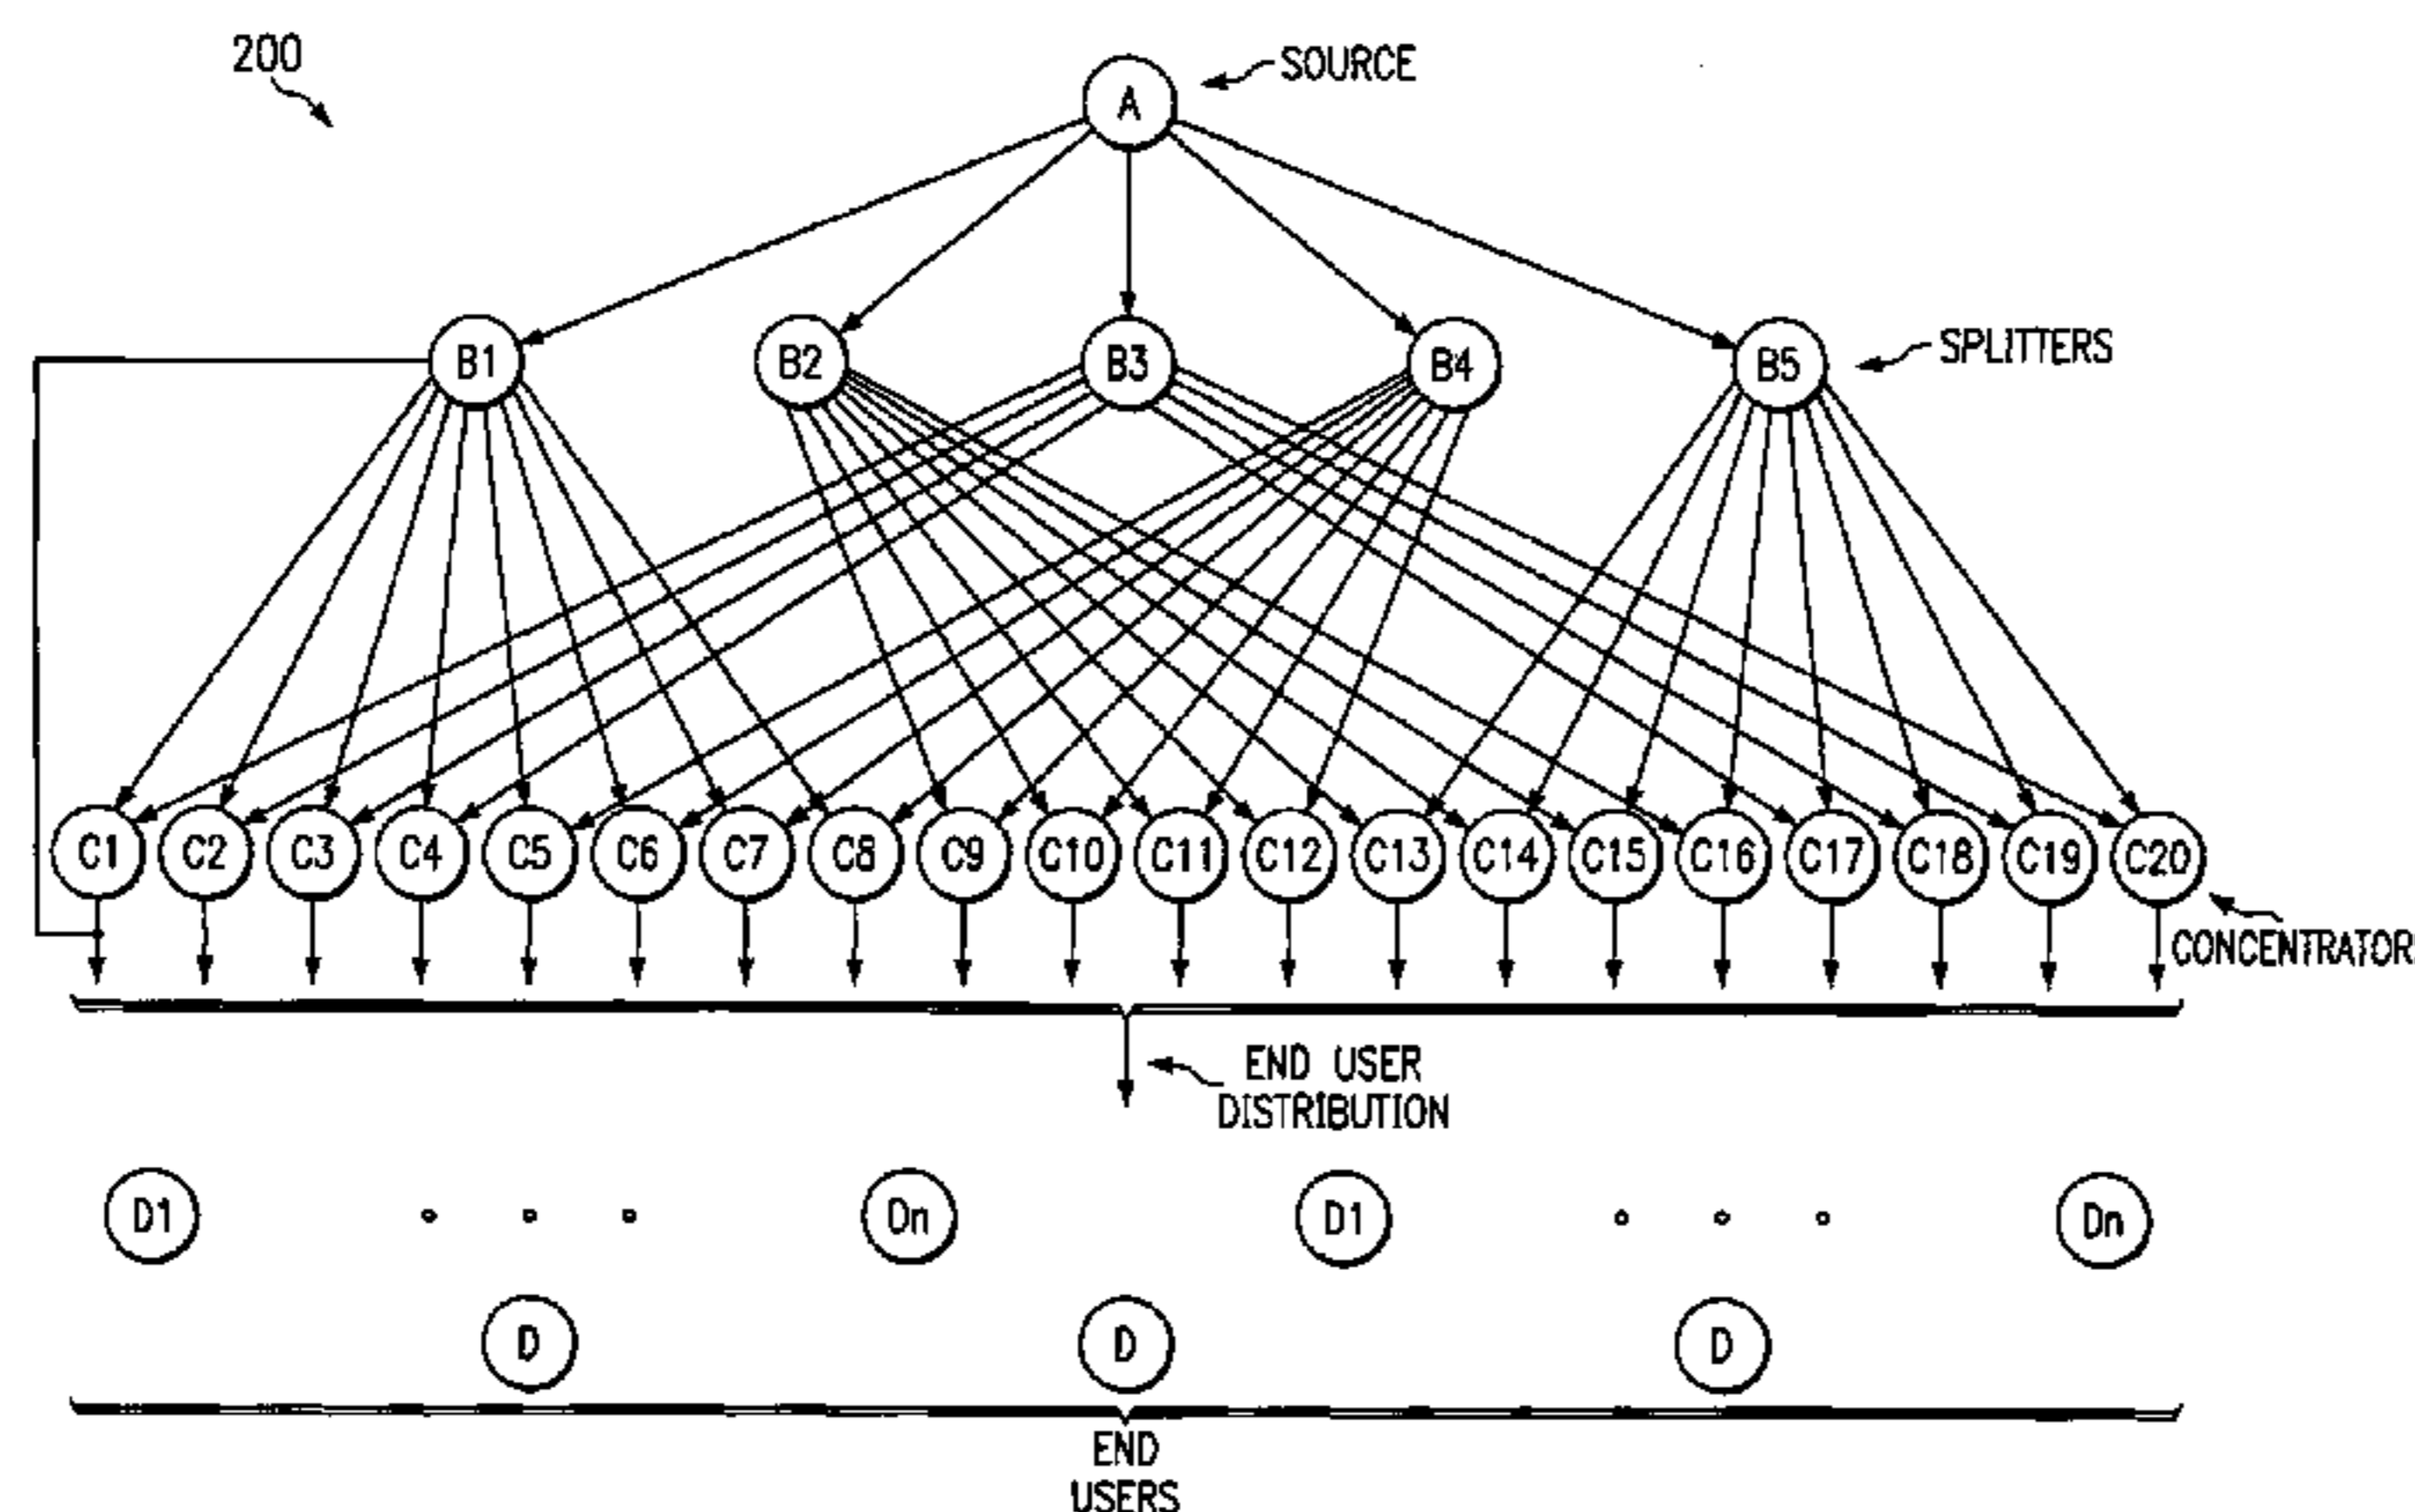 200
SOURCE
A
B1 B2 B3 B4 B5
SPLITTERS
C1 C2 C3 C4 C5 C6 C7 C8 C9 C10 C11 C12 C13 C14 C15 C16 C17 C18 C19 C20
CONCENTRATOR
END USER
DISTRIBUTION
D1 Dn D1 Dn
D D D
END
USERS